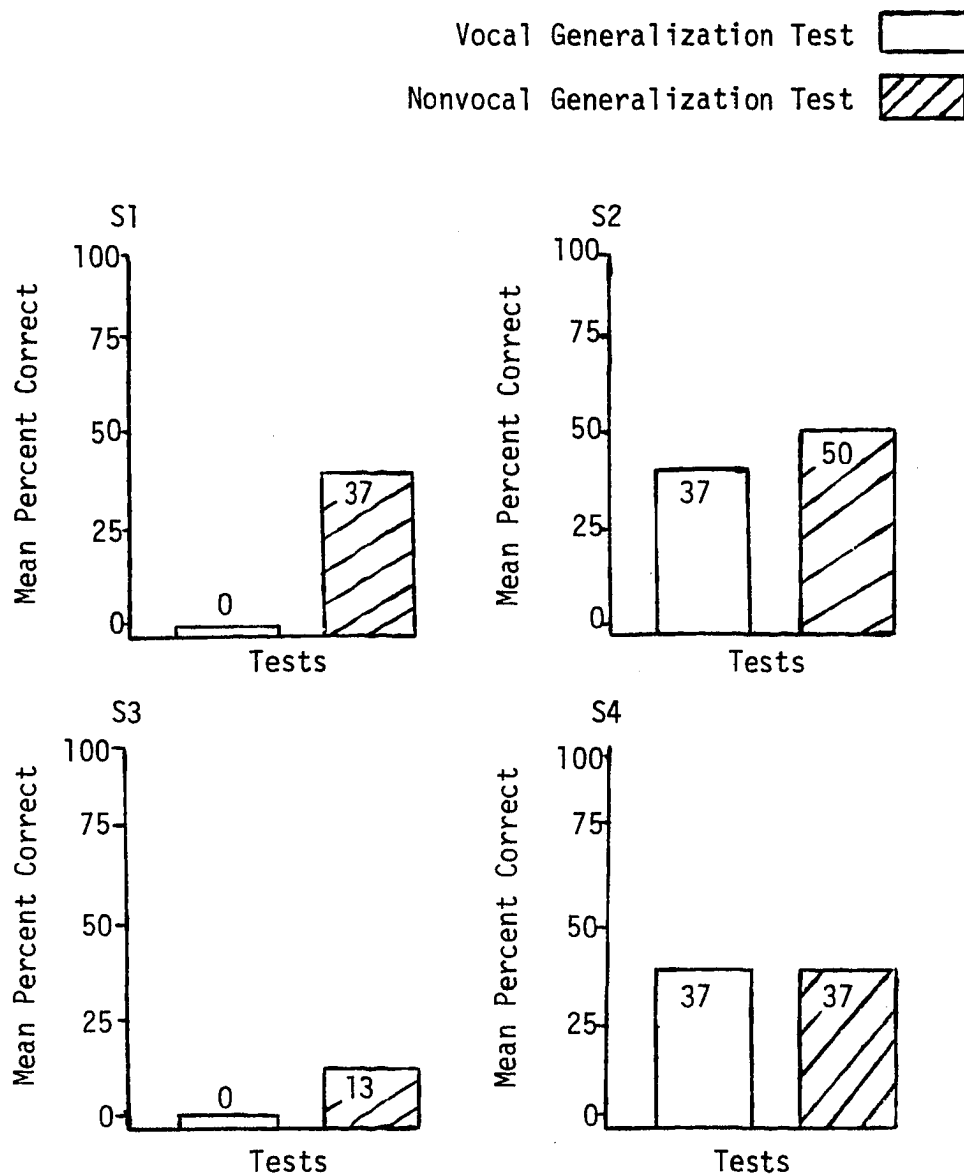 Vocal Generalization Test
Nonvocal Generalization Test
S1
Mean Percent Correct
100
75
50
25
0
0
37
Tests
S2
Mean Percent Correct
100
75
50
25
0
37
50
Tests
S3
Mean Percent Correct
100
75
50
25
0
0
13
Tests
S4
Mean Percent Correct
100
75
50
25
0
37
37
Tests